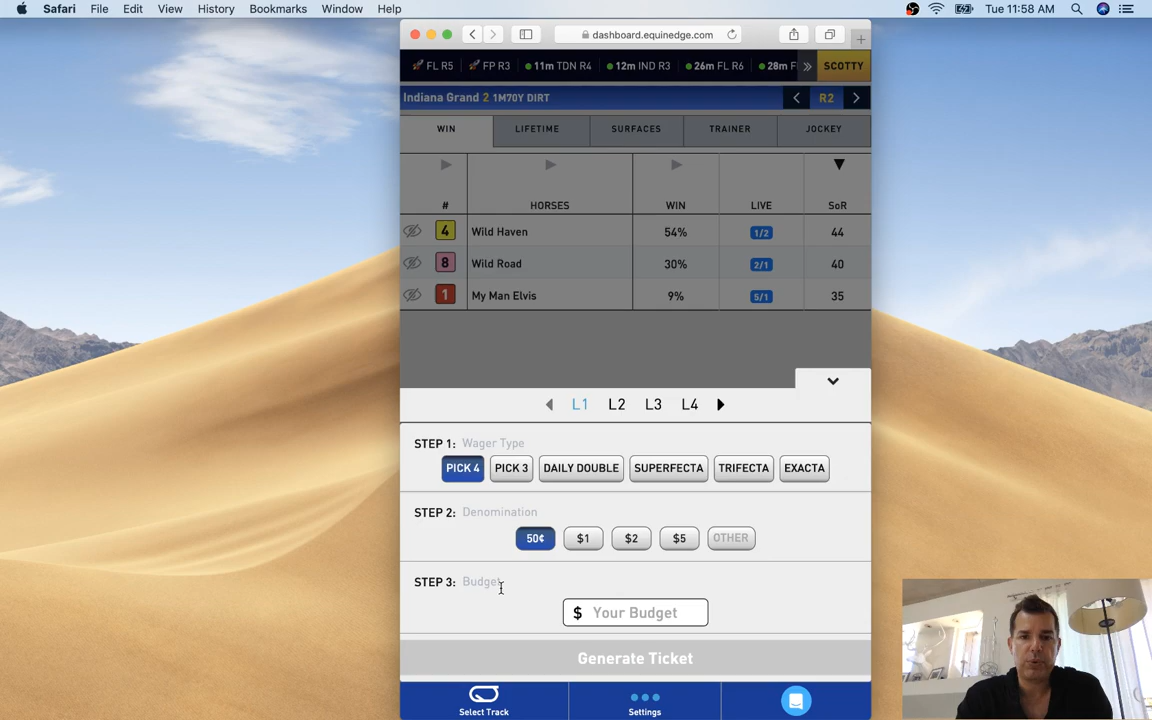 Safari File Edit View History Bookmarks Window Help Tue 11:58 AM
dashboard.equinedge.com
FL R5 FP R3 11m TDN R4 12m IND R3 26m FL R6 28m F » SCOTTY
Indiana Grand 2 1M70Y DIRT R2
WIN LIFETIME SURFACES TRAINER JOCKEY
# HORSES WIN LIVE SoR
4 Wild Haven 54% 1/2 44
8 Wild Road 30% 2/1 40
1 My Man Elvis 9% 5/1 35
L1 L2 L3 L4
STEP 1: Wager Type
PICK 4 PICK 3 DAILY DOUBLE SUPERFECTA TRIFECTA EXACTA
STEP 2: Denomination
50¢ $1 $2 $5 OTHER
STEP 3: Budget
$ Your Budget
Generate Ticket
Select Track Settings